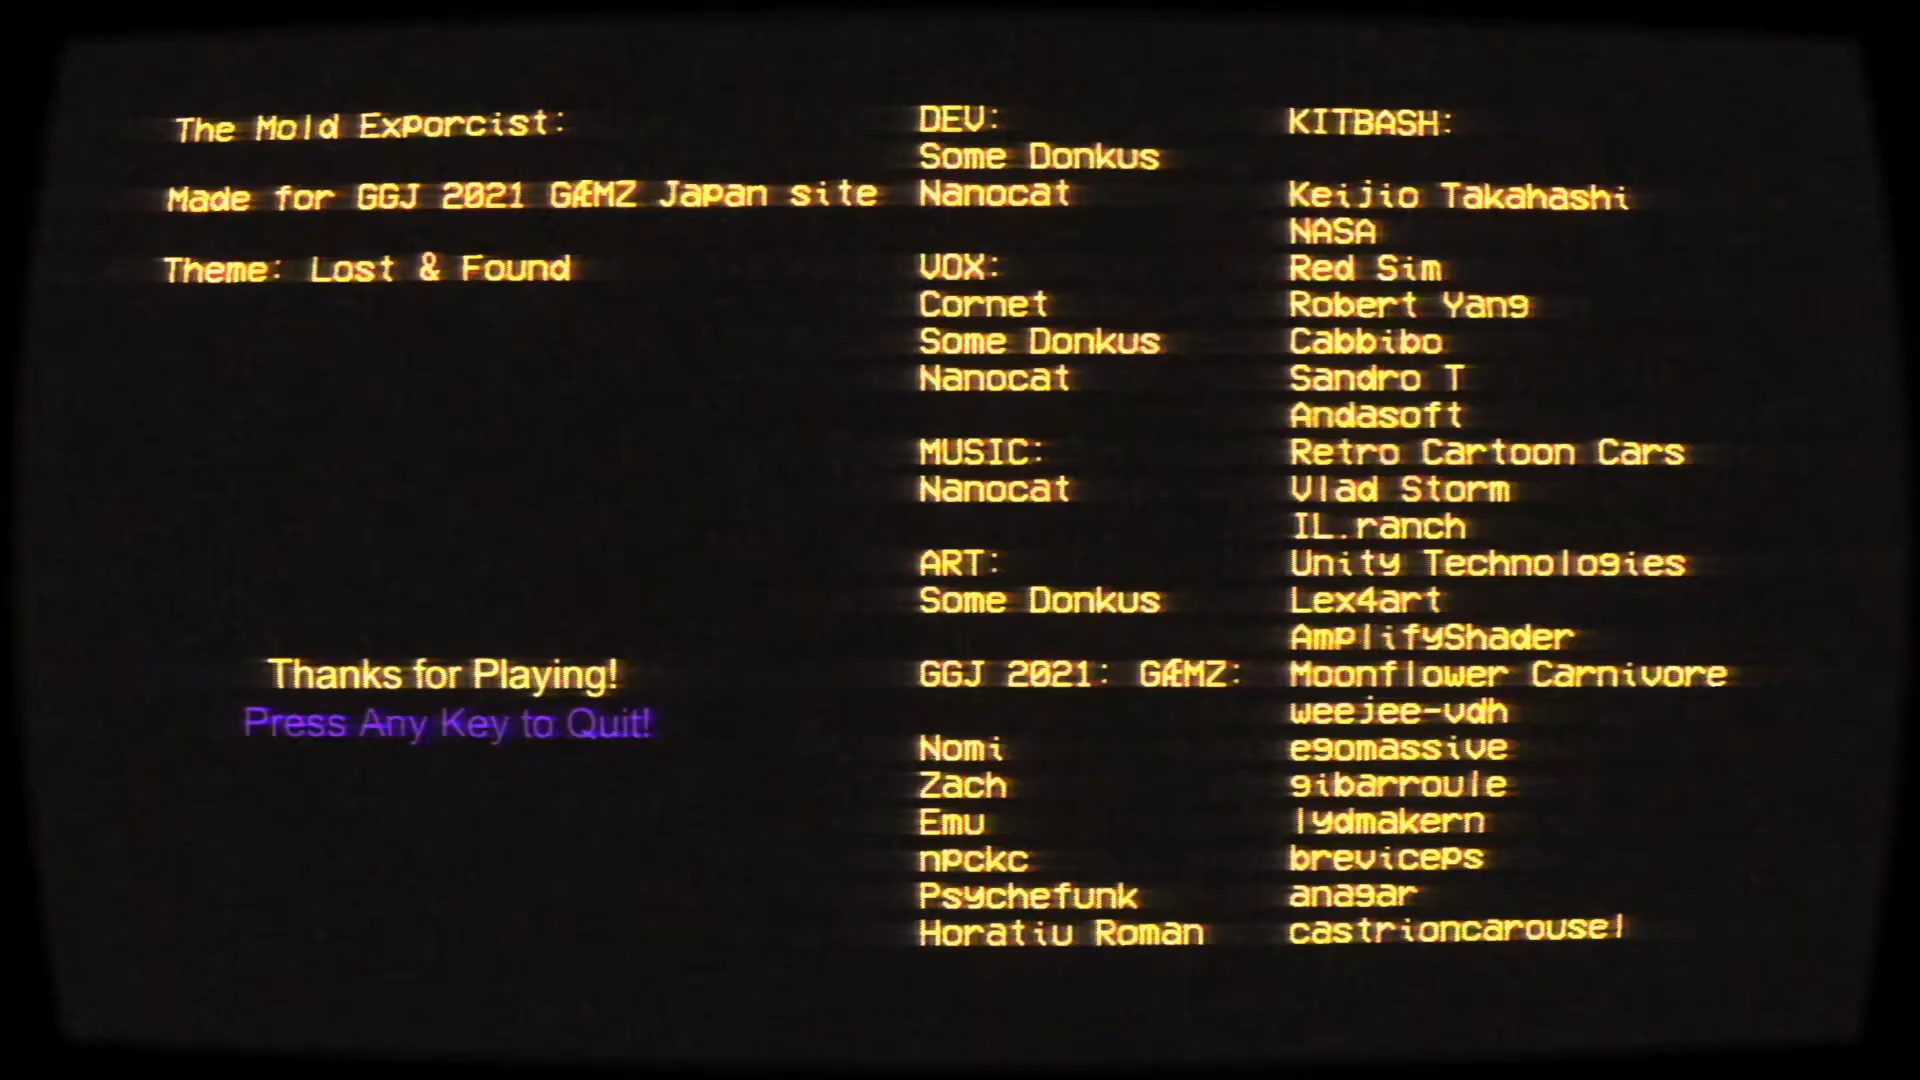 The Mold Exporcist:
Made for GGJ 2021 GÆMZ Japan site
Theme: Lost & Found
Thanks for Playing!
Press Any Key to Quit!
DEV:
Some Donkus
Nanocat
VOX:
Cornet
Some Donkus
Nanocat
MUSIC:
Nanocat
ART:
Some Donkus
GGJ 2021: GÆMZ:
Nomi
Zach
Emu
npckc
Psychefunk
Horatiu Roman
KITBASH:
Keijio Takahashi
NASA
Red Sim
Robert Yang
Cabbibo
Sandro T
Andasoft
Retro Cartoon Cars
Vlad Storm
IL.ranch
Unity Technologies
Lex4art
AmplifyShader
Moonflower Carnivore
weejee-vdh
egomassive
gibarroule
lydmakern
breviceps
anagar
castrioncarousel